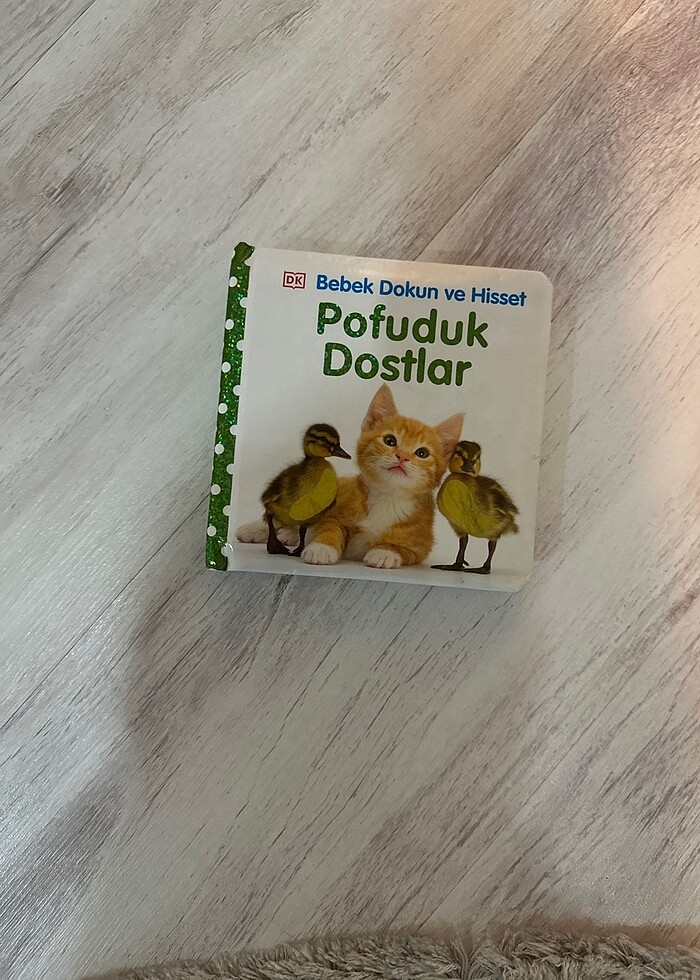 DK
Bebek Dokun ve Hisset
Pofuduk
Dostlar